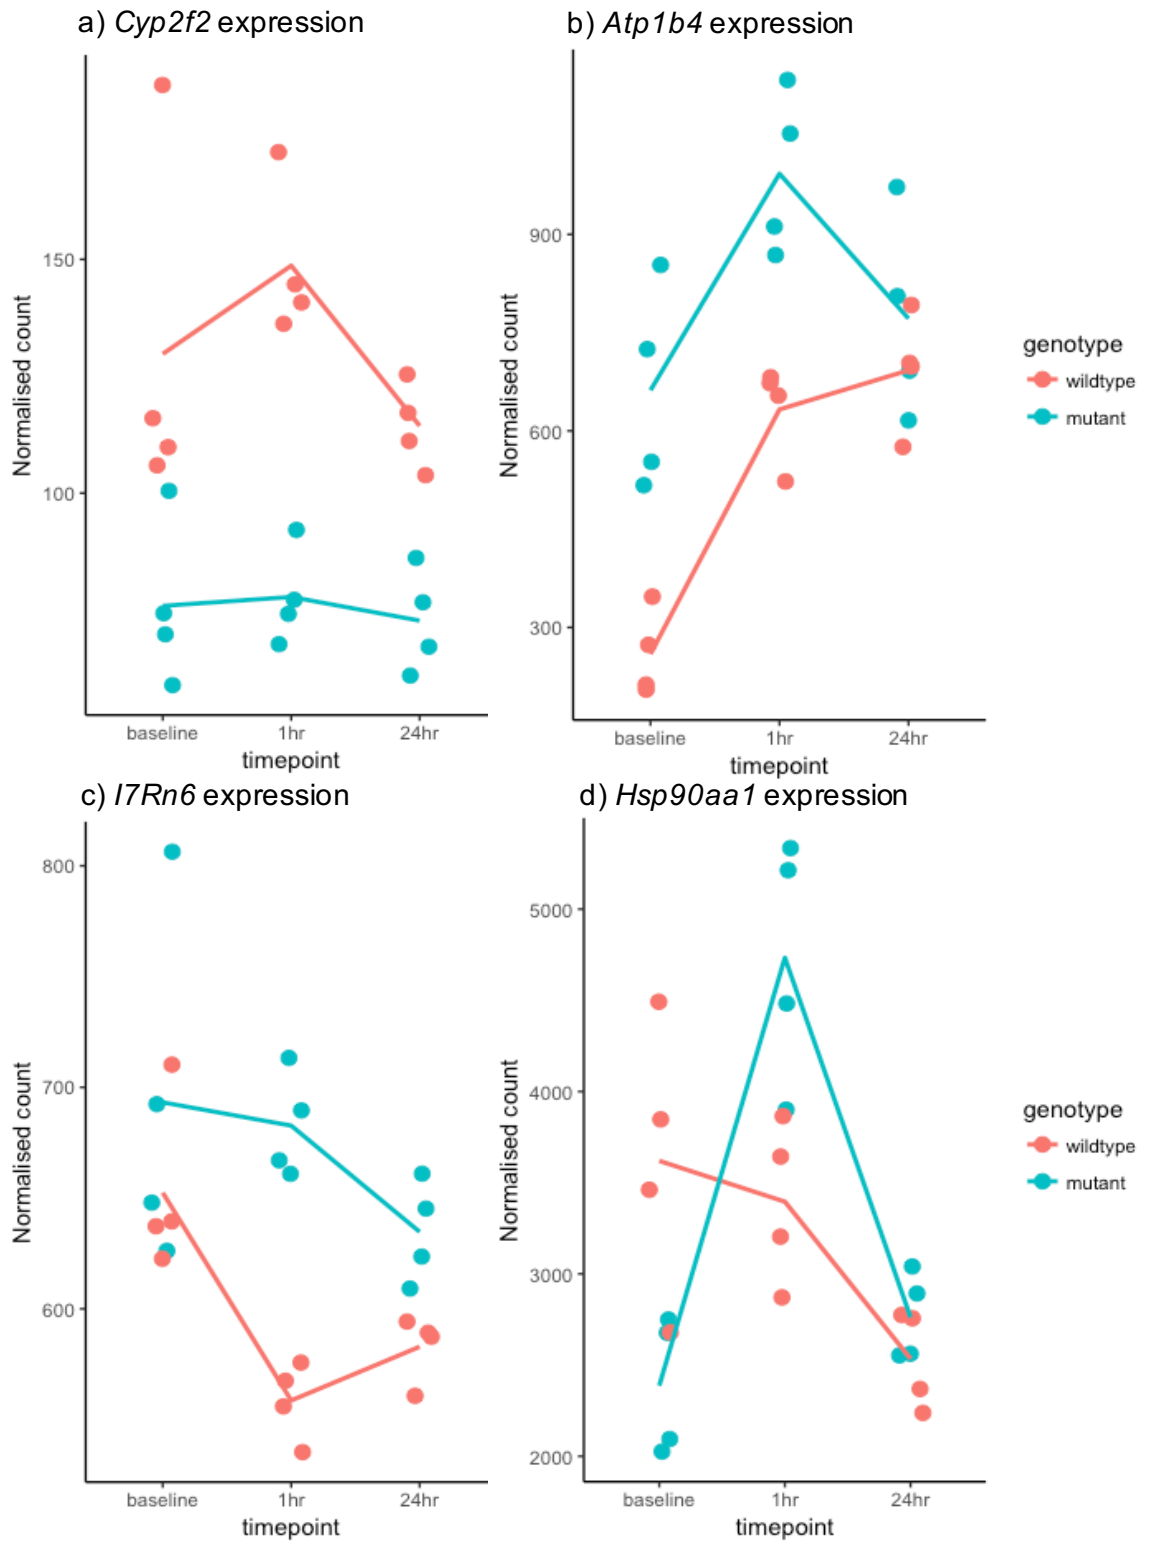 a) Cyp2f2 expression
b) Atp1b4 expression
Normalised count
150
100
baseline
1hr
24hr
timepoint
Normalised count
900
600
300
baseline
1hr
24hr
timepoint
genotype
wildtype
mutant
c) I7Rn6 expression
d) Hsp90aa1 expression
Normalised count
800
700
600
baseline
1hr
24hr
timepoint
Normalised count
5000
4000
3000
2000
baseline
1hr
24hr
timepoint
genotype
wildtype
mutant